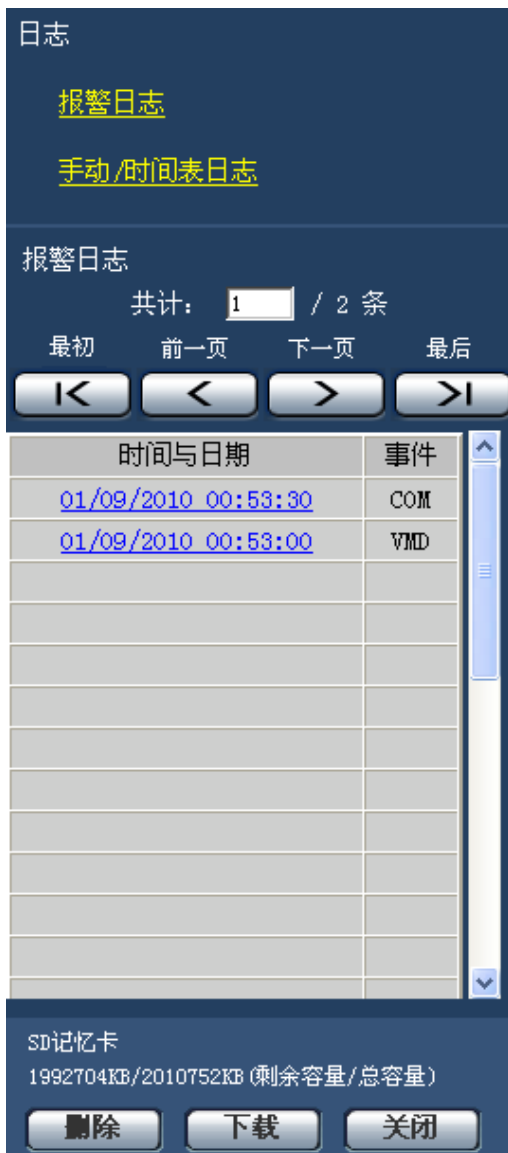 日志
报警日志
手动/时间表日志
报警日志
共计： 1 / 2 条
最初 前一页 下一页 最后
时间与日期 事件
01/09/2010 00:53:30 COM
01/09/2010 00:53:00 VMD
SD记忆卡
1992704KB/2010752KB(剩余容量/总容量)
删除 下载 关闭